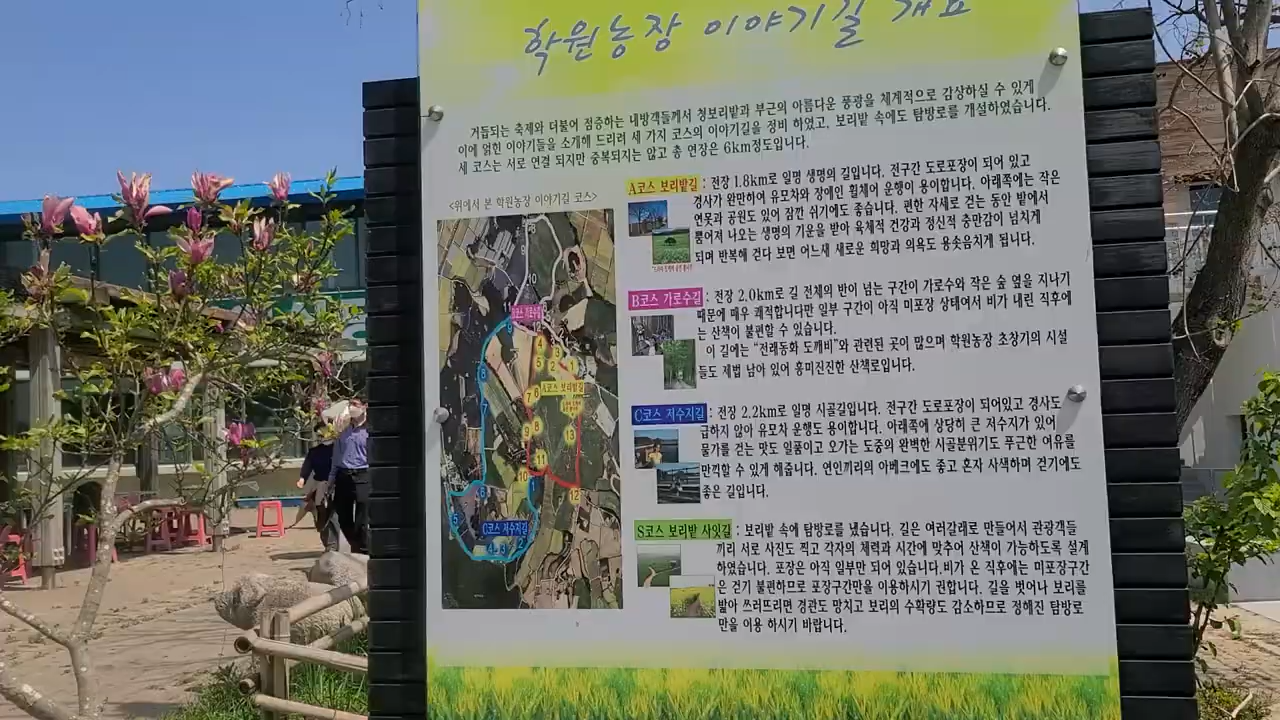 학원농장 이야기길 개요
거듭되는 축제와 더불어 점증하는 내방객들께서 청보리밭과 부근의 아름다운 풍광을 체계적으로 감상하실 수 있게
이에 얽힌 이야기들을 소개해 드리려 세 가지 코스의 이야기길을 정비 하였고, 보리밭 속에도 탐방로를 개설하였습니다.
세 코스는 서로 연결 되지만 중복되지는 않고 총 연장은 6km정도입니다.
<위에서 본 학원농장 이야기길 코스>
B코스 가로수길
A코스 보리밭길
C코스 저수지길
A코스 보리밭길 : 전장 1.8km로 일명 생명의 길입니다. 전구간 도로포장이 되어 있고
경사가 완만하여 유모차와 장애인 휠체어 운행이 용이합니다. 아래쪽에는 작은
연못과 공원도 있어 잠깐 쉬기에도 좋습니다. 편한 자세로 걷는 동안 밭에서
뿜어져 나오는 생명의 기운을 받아 육체적 건강과 정신적 충만감이 넘치게
되며 반복해 걷다 보면 어느새 새로운 희망과 의욕도 용솟음치게 됩니다.
B코스 가로수길 : 전장 2.0km로 길 전체의 반이 넘는 구간이 가로수와 작은 숲 옆을 지나기
때문에 매우 쾌적합니다만 일부 구간이 아직 미포장 상태여서 비가 내린 직후에
는 산책이 불편할 수 있습니다.
이 길에는 "전래동화 도깨비"와 관련된 곳이 많으며 학원농장 초창기의 시설
들도 제법 남아 있어 흥미진진한 산책로입니다.
C코스 저수지길 : 전장 2.2km로 일명 시골길입니다. 전구간 도로포장이 되어있고 경사도
급하지 않아 유모차 운행도 용이합니다. 아래쪽에 상당히 큰 저수지가 있어
물가를 걷는 맛도 일품이고 오가는 도중의 완벽한 시골분위기도 푸근한 여유를
만끽할 수 있게 해줍니다. 연인끼리의 아베크에도 좋고 혼자 사색하며 걷기에도
좋은 길입니다.
S코스 보리밭 사잇길 : 보리밭 속에 탐방로를 냈습니다. 길은 여러갈래로 만들어서 관광객들
끼리 서로 사진도 찍고 각자의 체력과 시간에 맞추어 산책이 가능하도록 설계
하였습니다. 포장은 아직 일부만 되어 있습니다.비가 온 직후에는 미포장구간
은 걷기 불편하므로 포장구간만을 이용하시기 권합니다. 길을 벗어나 보리를
밟아 쓰러뜨리면 경관도 망치고 보리의 수확량도 감소하므로 정해진 탐방로
만을 이용 하시기 바랍니다.